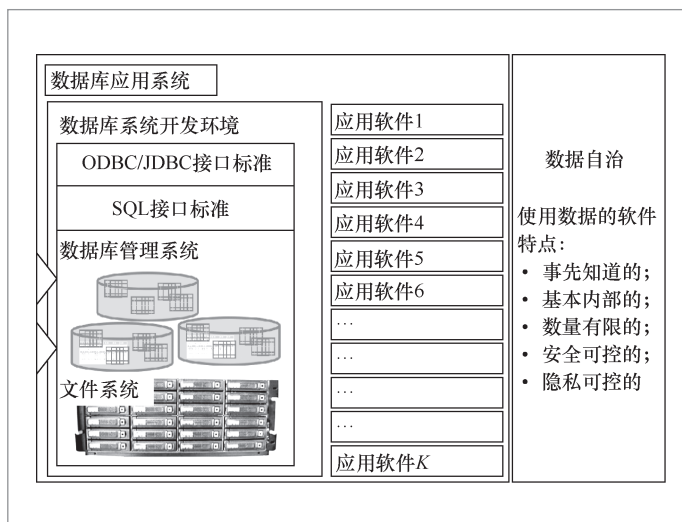 数据库应用系统
数据库系统开发环境
ODBC/JDBC接口标准
SQL接口标准
数据库管理系统
文件系统
应用软件1
应用软件2
应用软件3
应用软件4
应用软件5
应用软件6
…
…
…
…
应用软件K
数据自治
使用数据的软件
特点:
• 事先知道的;
• 基本内部的;
• 数量有限的;
• 安全可控的;
• 隐私可控的